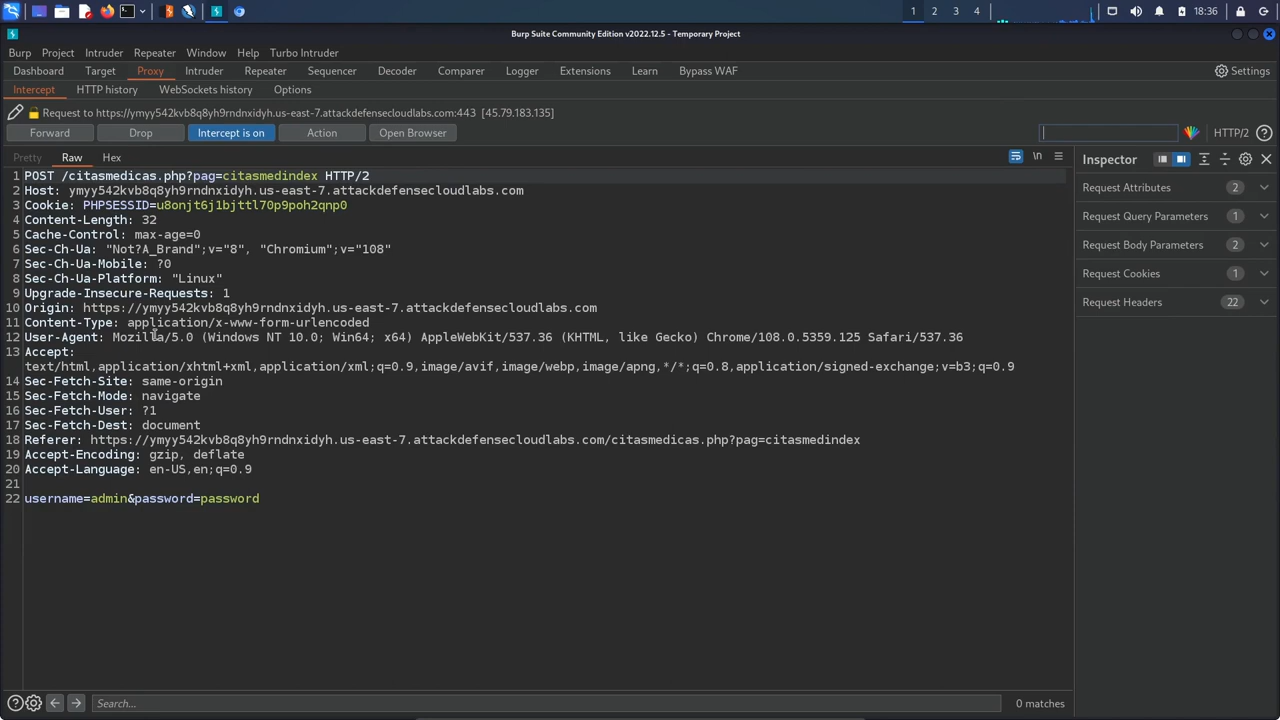 1 2 3 4 18:36
Burp Suite Community Edition v2022.12.5 - Temporary Project
Burp Project Intruder Repeater Window Help Turbo Intruder
Dashboard Target Proxy Intruder Repeater Sequencer Decoder Comparer Logger Extensions Learn Bypass WAF Settings
Intercept HTTP history WebSockets history Options
Request to https://ymyy542kvb8q8yh9rndnxidyh.us-east-7.attackdefensecloudlabs.com:443 [45.79.183.135]
Forward Drop Intercept is on Action Open Browser HTTP/2 ?
Pretty Raw Hex \n Inspector
1 POST /citasmedicas.php?pag=citasmedindex HTTP/2
2 Host: ymyy542kvb8q8yh9rndnxidyh.us-east-7.attackdefensecloudlabs.com
3 Cookie: PHPSESSID=u8onjt6j1bjttl70p9poh2qnp0
4 Content-Length: 32
5 Cache-Control: max-age=0
6 Sec-Ch-Ua: "Not?A_Brand";v="8", "Chromium";v="108"
7 Sec-Ch-Ua-Mobile: ?0
8 Sec-Ch-Ua-Platform: "Linux"
9 Upgrade-Insecure-Requests: 1
10 Origin: https://ymyy542kvb8q8yh9rndnxidyh.us-east-7.attackdefensecloudlabs.com
11 Content-Type: application/x-www-form-urlencoded
12 User-Agent: Mozilla/5.0 (Windows NT 10.0; Win64; x64) AppleWebKit/537.36 (KHTML, like Gecko) Chrome/108.0.5359.125 Safari/537.36
13 Accept:
text/html,application/xhtml+xml,application/xml;q=0.9,image/avif,image/webp,image/apng,*/*;q=0.8,application/signed-exchange;v=b3;q=0.9
14 Sec-Fetch-Site: same-origin
15 Sec-Fetch-Mode: navigate
16 Sec-Fetch-User: ?1
17 Sec-Fetch-Dest: document
18 Referer: https://ymyy542kvb8q8yh9rndnxidyh.us-east-7.attackdefensecloudlabs.com/citasmedicas.php?pag=citasmedindex
19 Accept-Encoding: gzip, deflate
20 Accept-Language: en-US,en;q=0.9
21
22 username=admin&password=password
Request Attributes 2
Request Query Parameters 1
Request Body Parameters 2
Request Cookies 1
Request Headers 22
Search... 0 matches